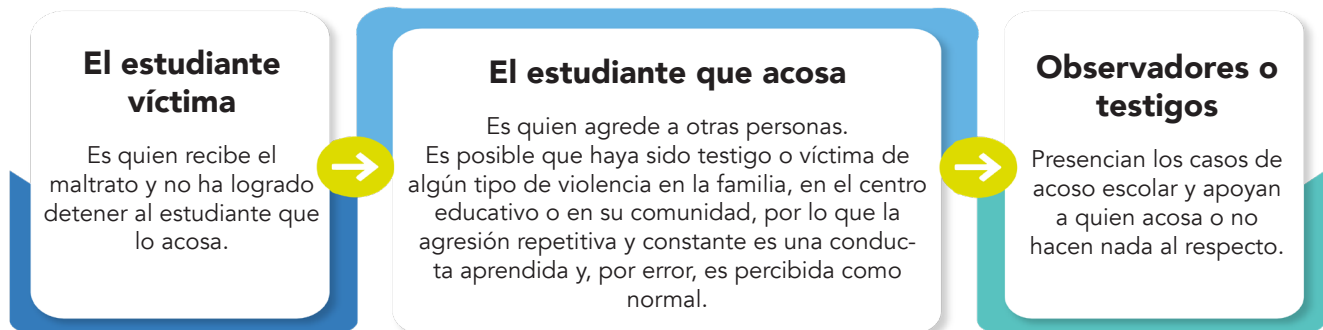 El estudiante
víctima
Es quien recibe el
maltrato y no ha logrado
detener al estudiante que
lo acosa.
El estudiante que acosa
Es quien agrede a otras personas.
Es posible que haya sido testigo o víctima de
algún tipo de violencia en la familia, en el centro
educativo o en su comunidad, por lo que la
agresión repetitiva y constante es una conduc-
ta aprendida y, por error, es percibida como
normal.
Observadores o
testigos
Presencian los casos de
acoso escolar y apoyan
a quien acosa o no
hacen nada al respecto.